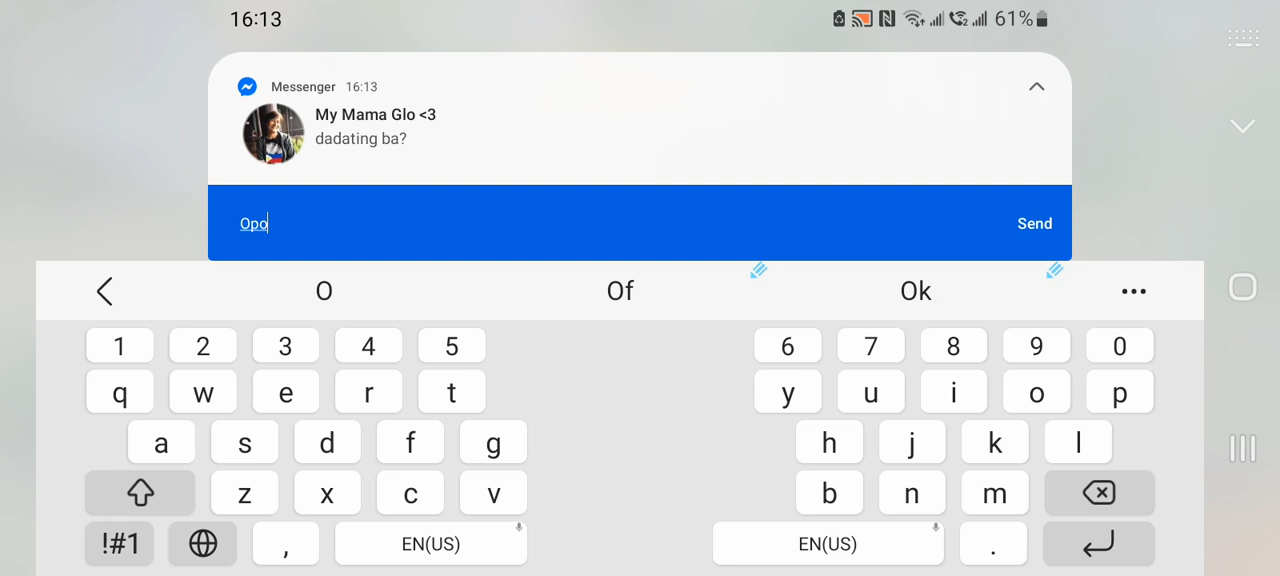 16:13
61%
Messenger 16:13
My Mama Glo <3
dadating ba?
Opo
Send
O Of Ok
1 2 3 4 5 6 7 8 9 0
q w e r t y u i o p
a s d f g h j k l
z x c v b n m
!#1 , EN(US) EN(US) .